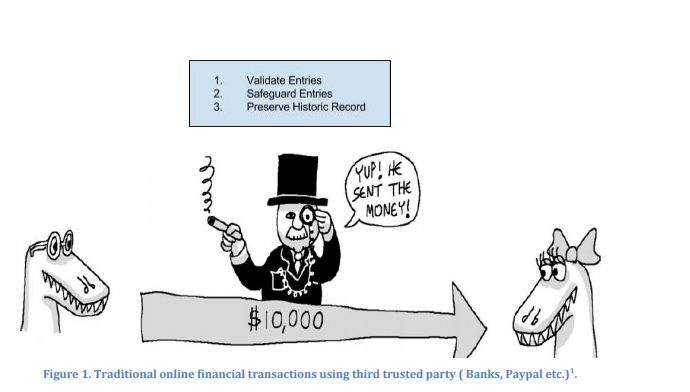 1. Validate Entries
2. Safeguard Entries
3. Preserve Historic Record
YUP! HE
SENT THE
MONEY!
$10,000
Figure 1. Traditional online financial transactions using third trusted party ( Banks, Paypal etc.)¹.